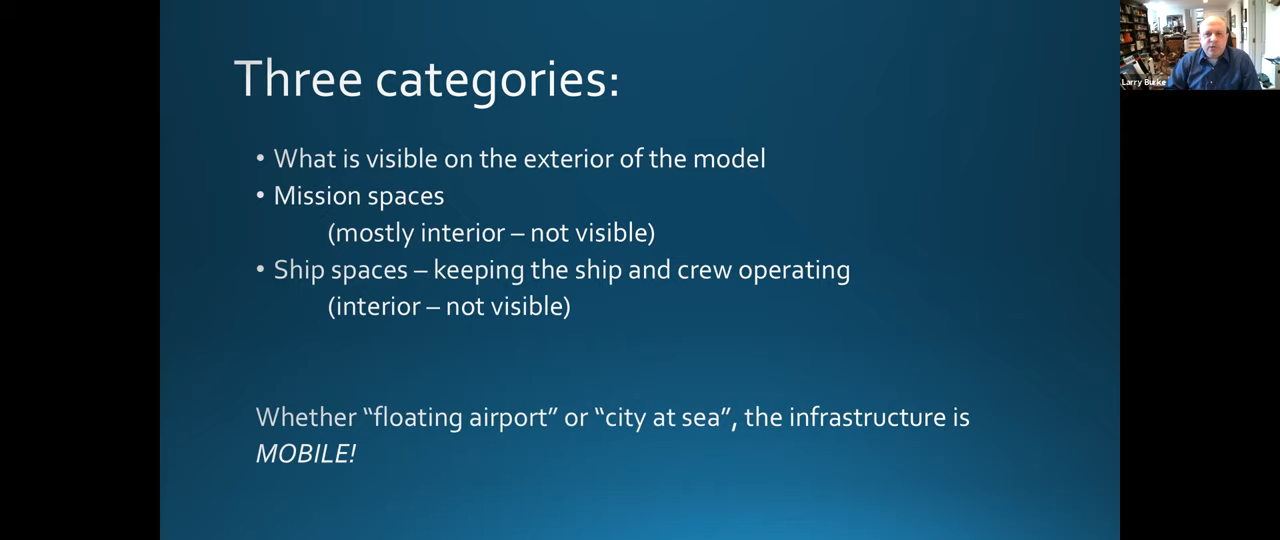 Three categories:
• What is visible on the exterior of the model
• Mission spaces
(mostly interior – not visible)
• Ship spaces – keeping the ship and crew operating
(interior – not visible)
Whether “floating airport” or “city at sea”, the infrastructure is
MOBILE!
Larry Burke